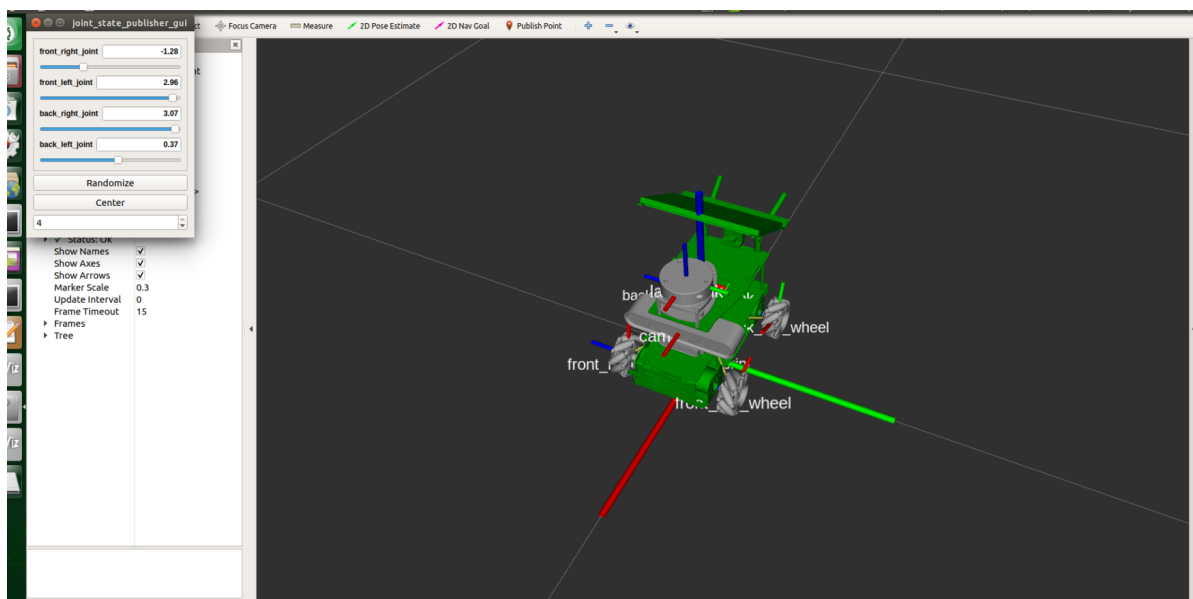 joint_state_publisher_gui
Focus Camera
Measure
2D Pose Estimate
2D Nav Goal
Publish Point
front_right_joint -1.28
front_left_joint 2.96
back_right_joint 3.07
back_left_joint 0.37
Randomize
Center
4
Status: Ok
Show Names
Show Axes
Show Arrows
Marker Scale 0.3
Update Interval 0
Frame Timeout 15
Frames
Tree
_wheel
cam
front_
_wheel